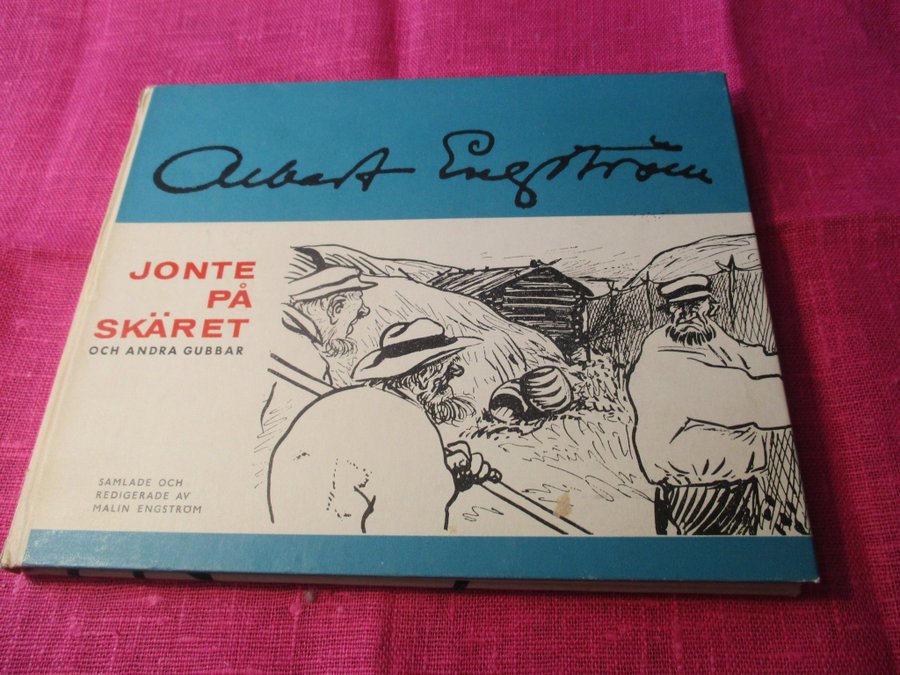 Albert Engström
JONTE
PÅ
SKÄRET
OCH ANDRA GUBBAR
SAMLADE OCH
REDIGERADE AV
MALIN ENGSTRÖM